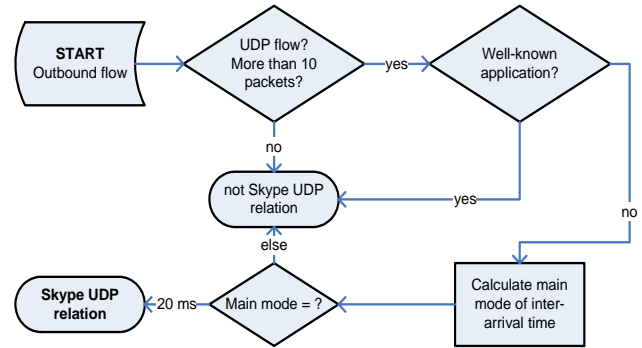 START
Outbound flow
UDP flow?
More than 10
packets?
yes
Well-known
application?
no
not Skype UDP
relation
yes
no
else
Skype UDP
relation
20 ms
Main mode = ?
Calculate main
mode of inter-
arrival time